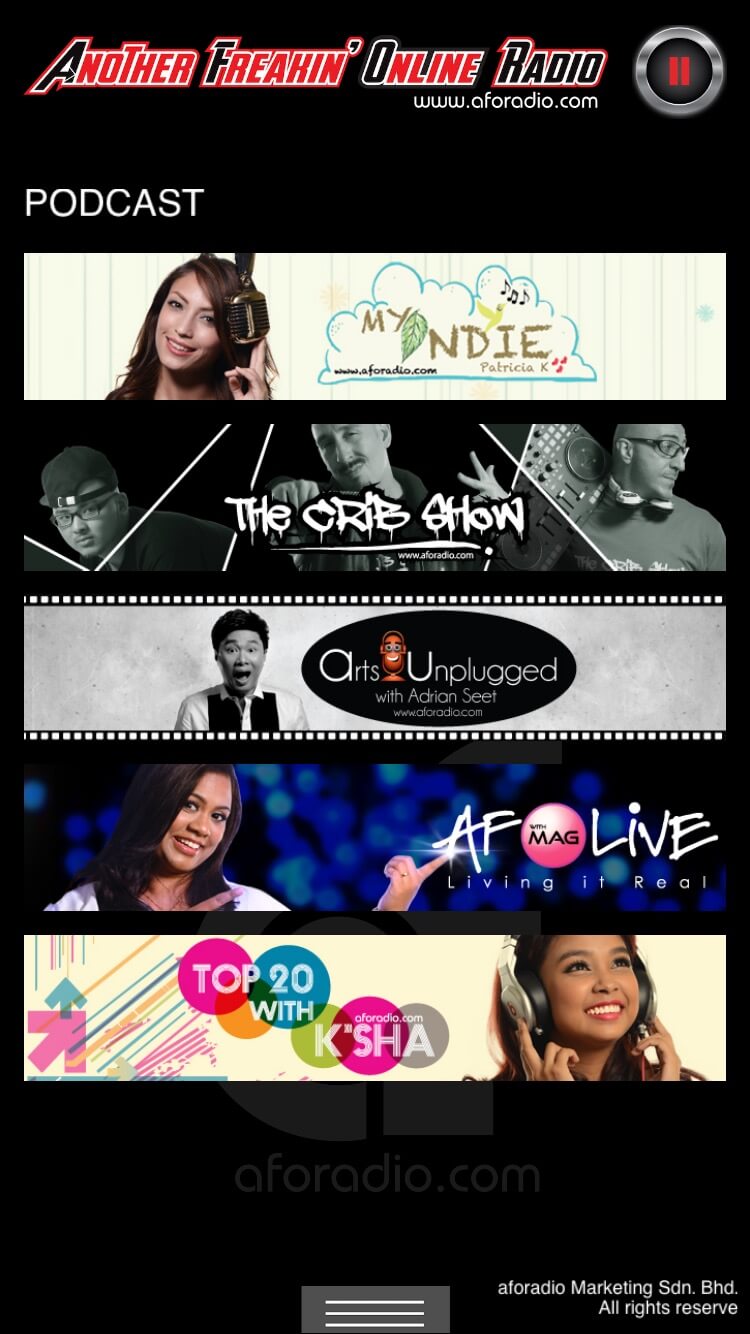 ANOTHER FREAKIN' ONLINE RADIO
www.aforadio.com
PODCAST
MY NDIE
Patricia K
www.aforadio.com
THE CRIB SHOW
www.aforadio.com
arts Unplugged
with Adrian Seet
www.aforadio.com
AF WITH MAG LIVE
Living it Real
TOP 20
WITH
aforadio.com
K'SHA
aforadio.com
aforadio Marketing Sdn. Bhd.
All rights reserve